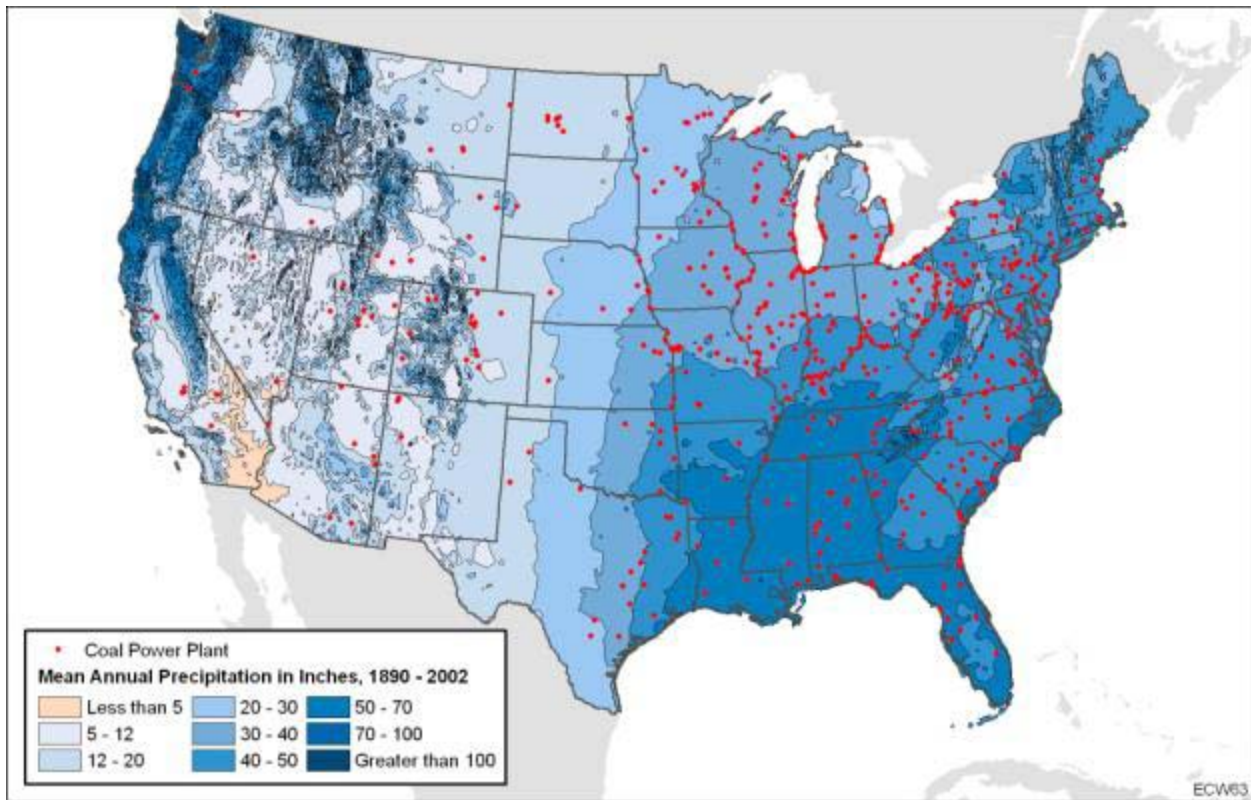 Coal Power Plant
Mean Annual Precipitation in Inches, 1890 - 2002
Less than 5
20 - 30
50 - 70
5 - 12
30 - 40
70 - 100
12 - 20
40 - 50
Greater than 100
ECW63